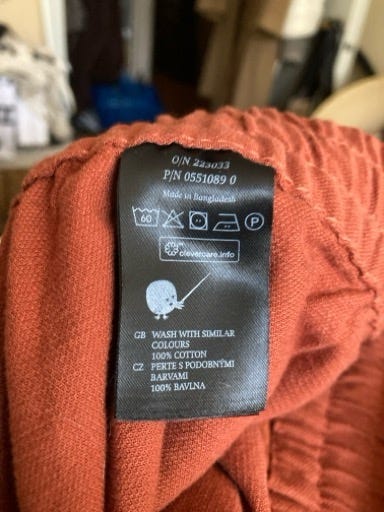 O/N 223033
P/N 0551089 0
Made in Bangladesh
60 P
clevercare.info
GB WASH WITH SIMILAR
COLOURS
100% COTTON
CZ PERTE S PODOBNÝMI
BARVAMI
100% BAVLNA